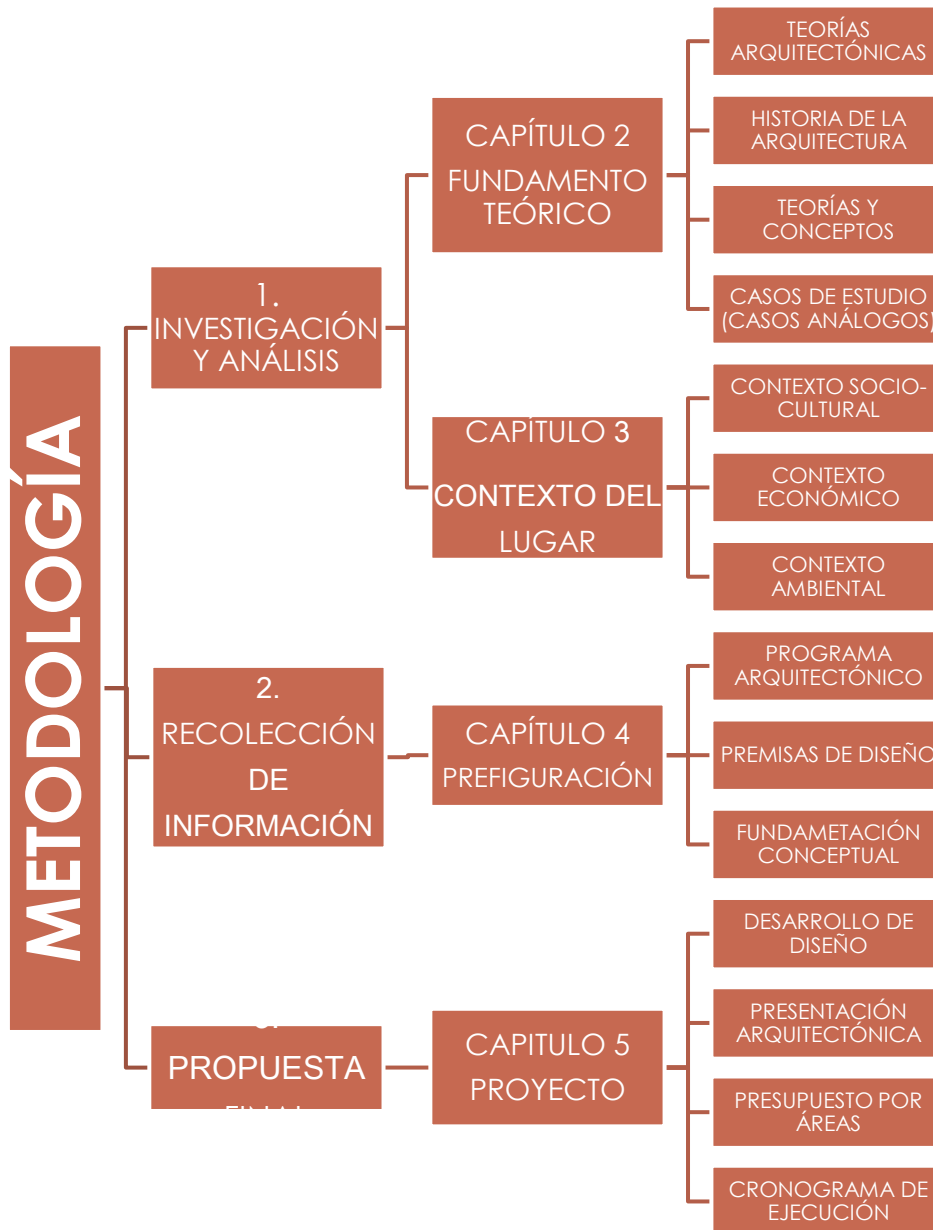 METODOLOGÍA
1.
INVESTIGACIÓN
Y ANÁLISIS
CAPÍTULO 2
FUNDAMENTO
TEÓRICO
TEORÍAS
ARQUITECTÓNICAS
HISTORIA DE LA
ARQUITECTURA
TEORÍAS Y
CONCEPTOS
CASOS DE ESTUDIO
(CASOS ANÁLOGOS)
CAPÍTULO 3
CONTEXTO DEL
LUGAR
CONTEXTO SOCIO-
CULTURAL
CONTEXTO
ECONÓMICO
CONTEXTO
AMBIENTAL
2.
RECOLECCIÓN
DE
INFORMACIÓN
CAPÍTULO 4
PREFIGURACIÓN
PROGRAMA
ARQUITECTÓNICO
PREMISAS DE DISEÑO
FUNDAMETACIÓN
CONCEPTUAL
3.
PROPUESTA
FINAL
CAPITULO 5
PROYECTO
DESARROLLO DE
DISEÑO
PRESENTACIÓN
ARQUITECTÓNICA
PRESUPUESTO POR
ÁREAS
CRONOGRAMA DE
EJECUCIÓN